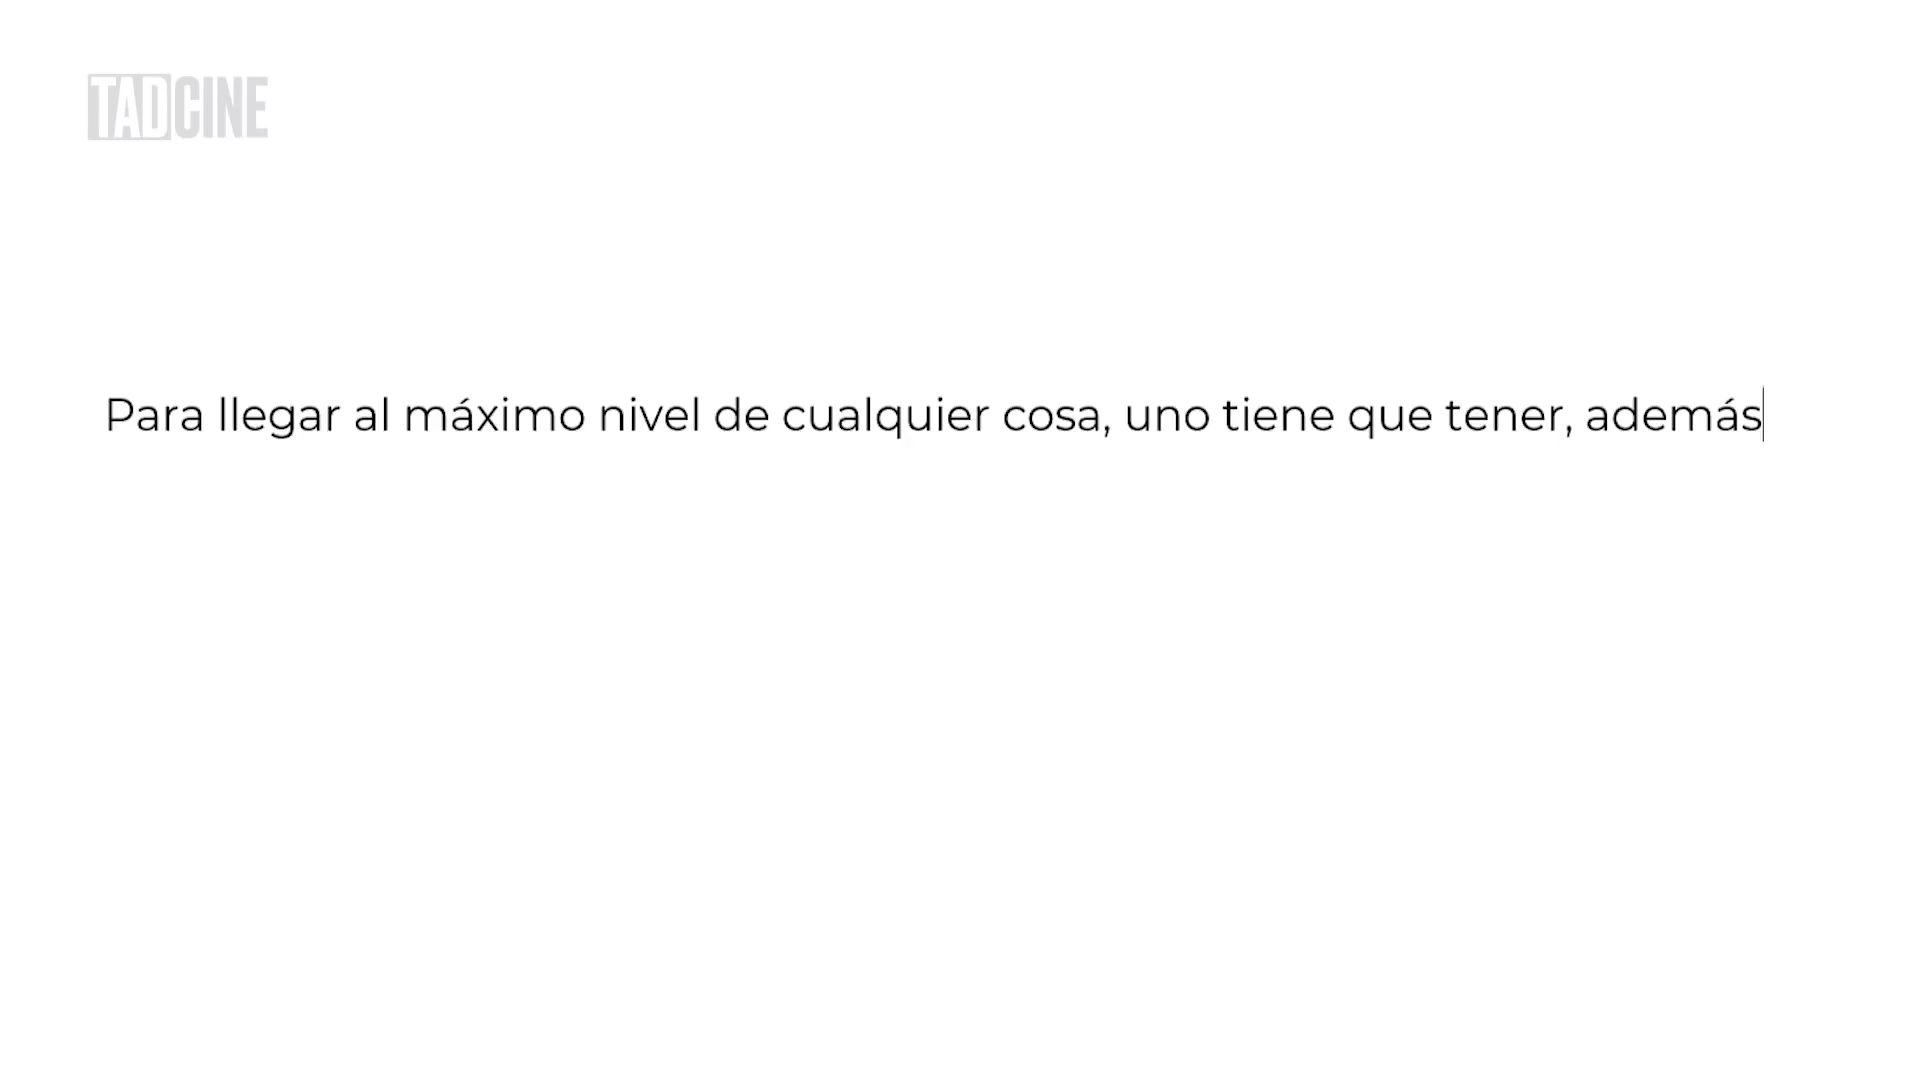 TADCINE
Para llegar al máximo nivel de cualquier cosa, uno tiene que tener, además